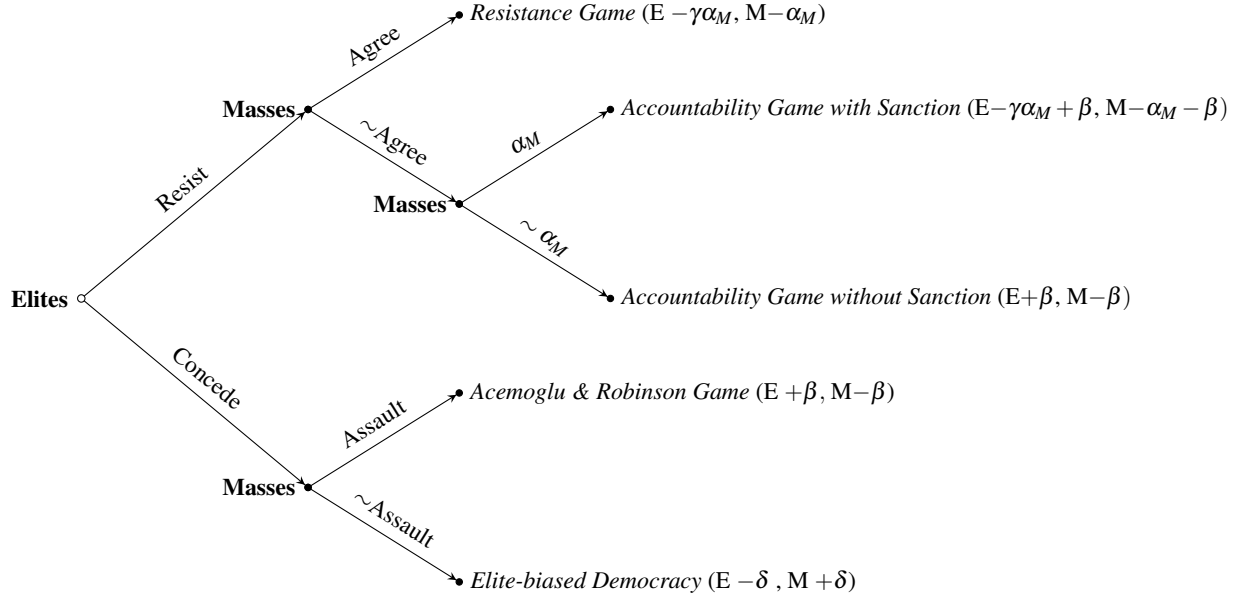 Resistance Game (E −γα_M, M−α_M)
Agree
Masses
Accountability Game with Sanction (E−γα_M + β, M−α_M − β)
∼Agree
α_M
Resist
Masses
∼ α_M
Elites
Accountability Game without Sanction (E+β, M−β)
Concede
Acemoglu & Robinson Game (E +β, M−β)
Assault
Masses
∼Assault
Elite-biased Democracy (E −δ , M +δ)